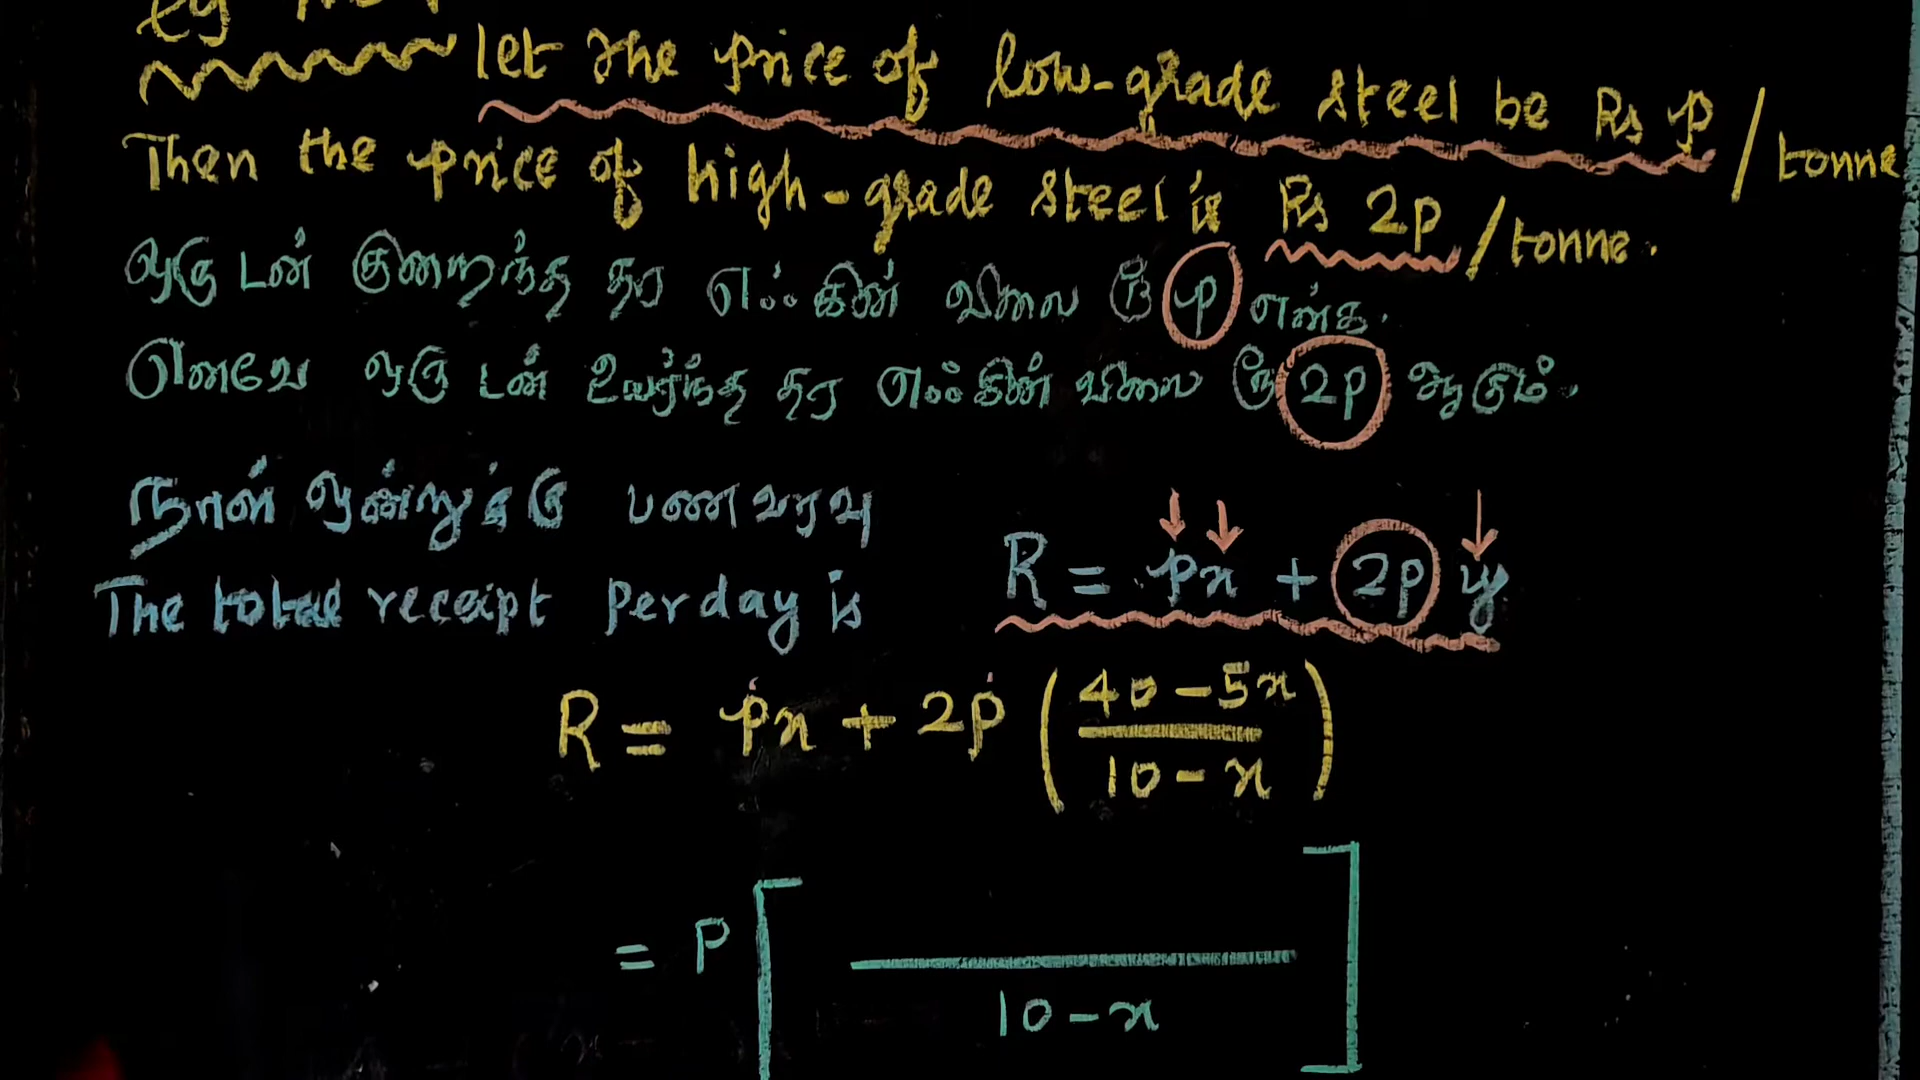 eg
let the price of low-grade steel be Rs p / tonne
Then the price of high-grade steel is Rs 2p / tonne.
ஒரு டன் குறைந்த தர எஃகின் விலை ரூ p என்க.
எனவே ஒரு டன் உயர்ந்த தர எஃகின் விலை ரூ 2p ஆகும்.
நாள் ஒன்றுக்கு பணவரவு
The total receipt per day is R = px + 2p y
R = px + 2p ( 40 - 5x / 10 - x )
= P [ / 10 - x ]